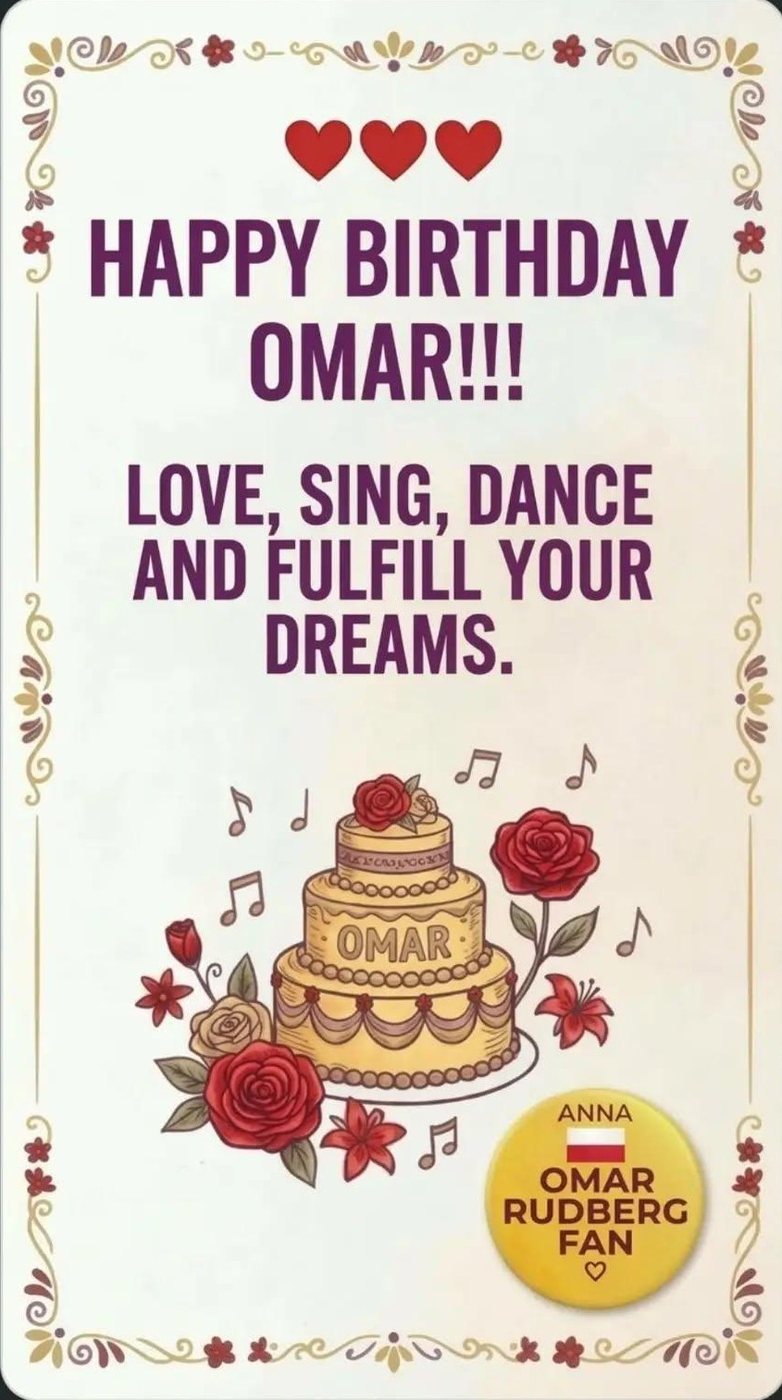 HAPPY BIRTHDAY
OMAR!!!
LOVE, SING, DANCE
AND FULFILL YOUR
DREAMS.
OMAR
ANNA
OMAR
RUDBERG
FAN